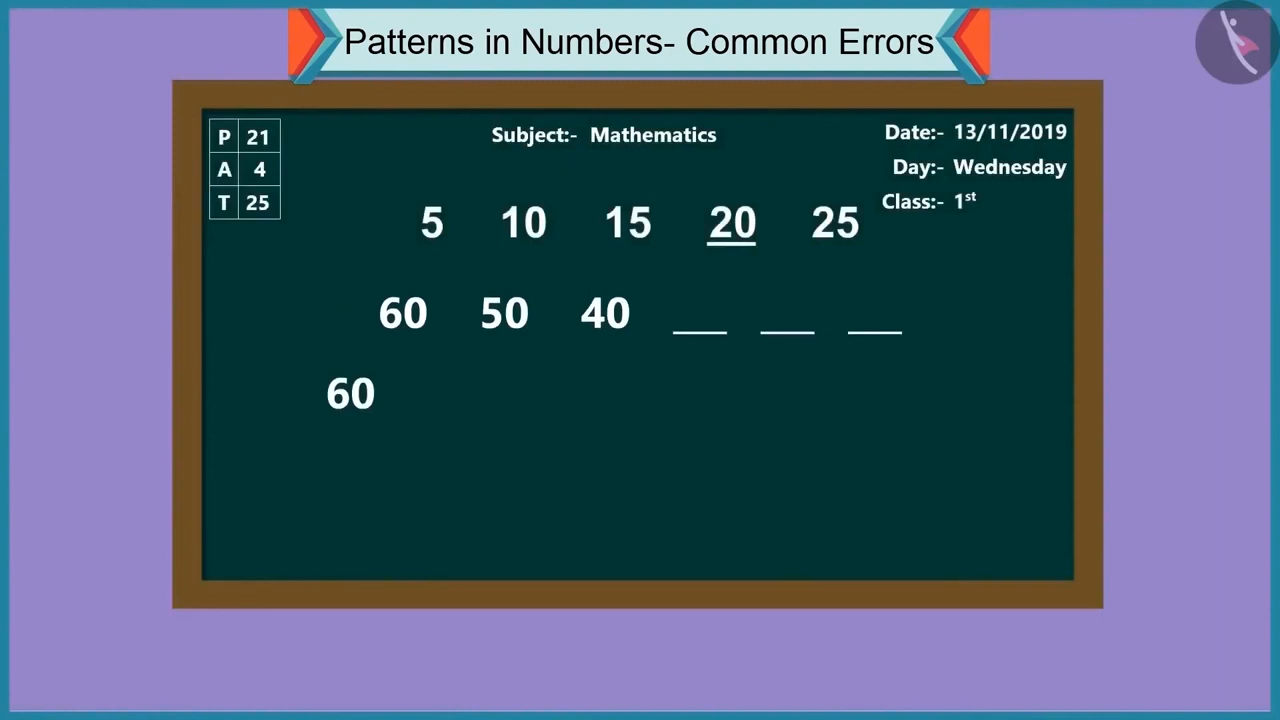 Patterns in Numbers- Common Errors
P 21
A 4
T 25
Subject:- Mathematics
Date:- 13/11/2019
Day:- Wednesday
Class:- 1st
5 10 15 20 25
60 50 40 ___ ___ ___
60